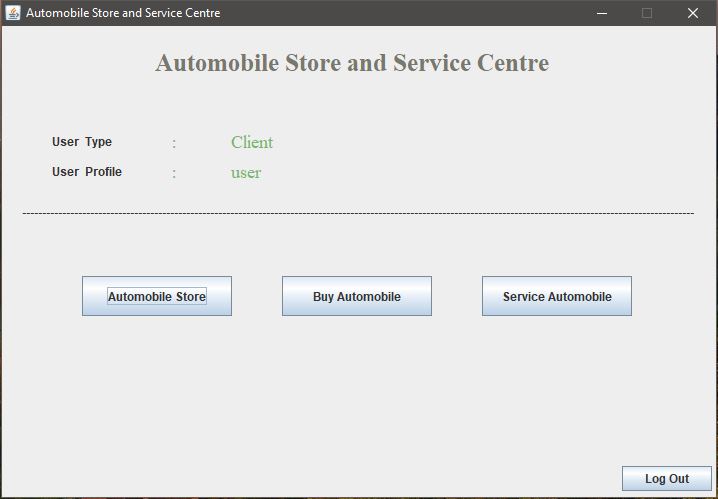 Automobile Store and Service Centre
Automobile Store and Service Centre
User Type : Client
User Profile : user
Automobile Store Buy Automobile Service Automobile
Log Out